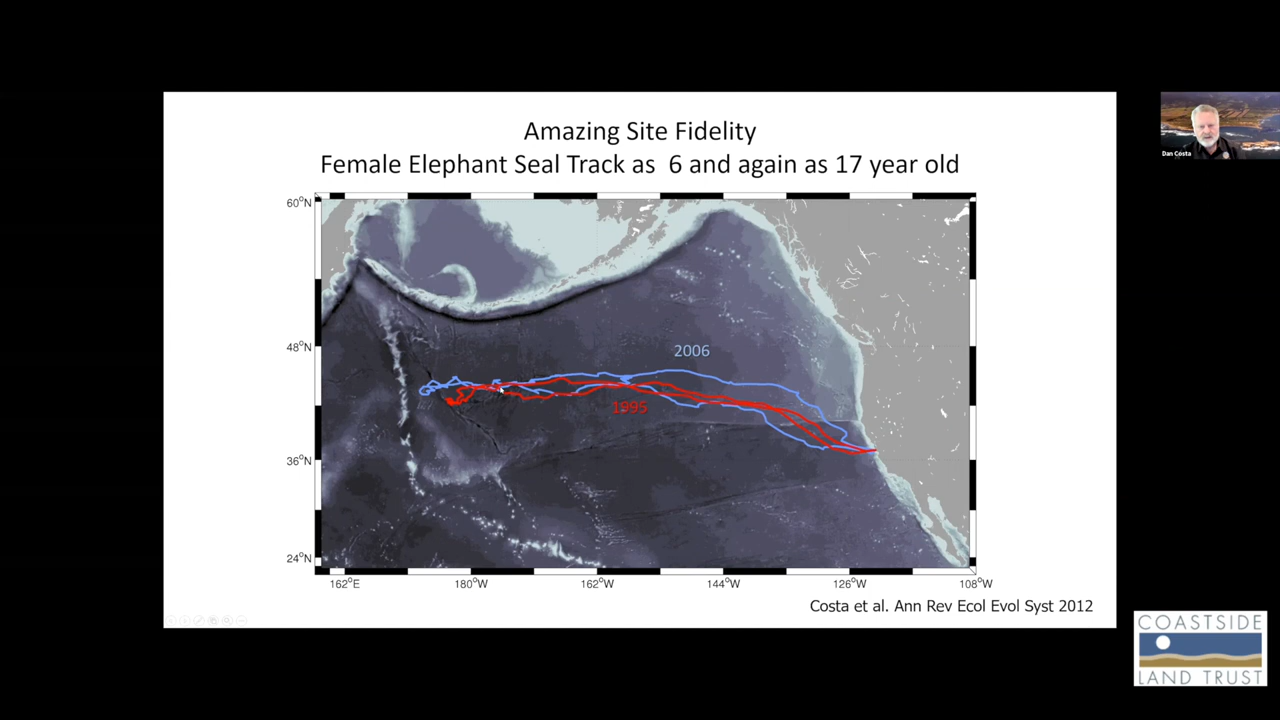 Amazing Site Fidelity
Female Elephant Seal Track as 6 and again as 17 year old
Dan Costa
60°N
48°N
36°N
24°N
2006
1995
162°E
180°W
162°W
144°W
126°W
108°W
Costa et al. Ann Rev Ecol Evol Syst 2012
COASTSIDE
LAND TRUST